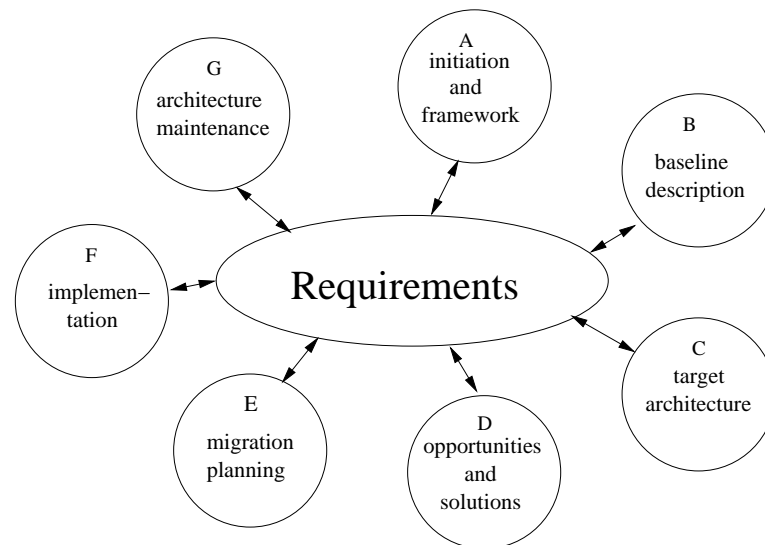 A
initiation
and
framework
B
baseline
description
C
target
architecture
D
opportunities
and
solutions
E
migration
planning
F
implemen−
tation
G
architecture
maintenance
Requirements